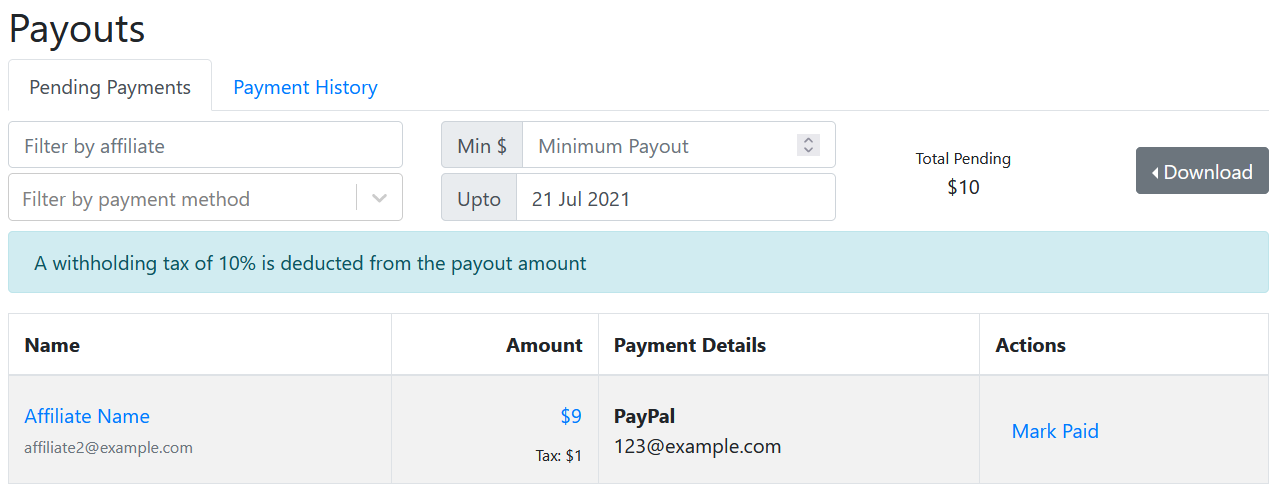 Payouts
Pending Payments
Payment History
Filter by affiliate
Min $
Minimum Payout
Filter by payment method
Upto
21 Jul 2021
Total Pending
$10
Download
A withholding tax of 10% is deducted from the payout amount
Name
Amount
Payment Details
Actions
Affiliate Name
affiliate2@example.com
$9
Tax: $1
PayPal
123@example.com
Mark Paid